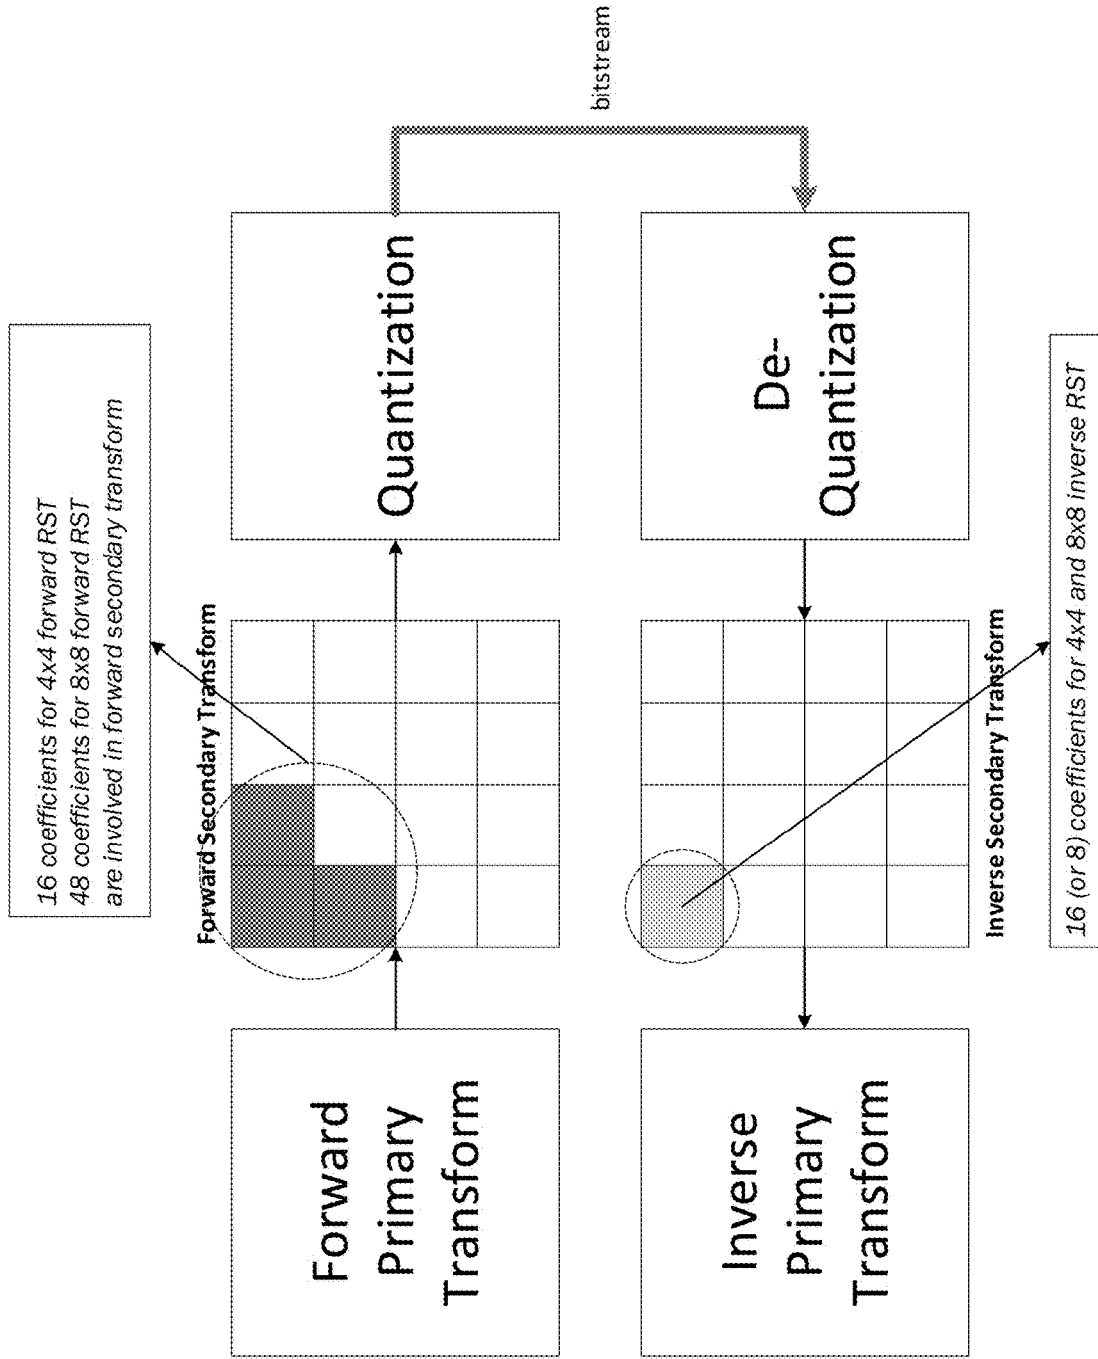 16 coefficients for 4x4 forward RST
48 coefficients for 8x8 forward RST
are involved in forward secondary transform
Forward Secondary Transform
Forward
Primary
Transform
Quantization
bitstream
Inverse
Primary
Transform
De-
Quantization
Inverse Secondary Transform
16 (or 8) coefficients for 4x4 and 8x8 inverse RST